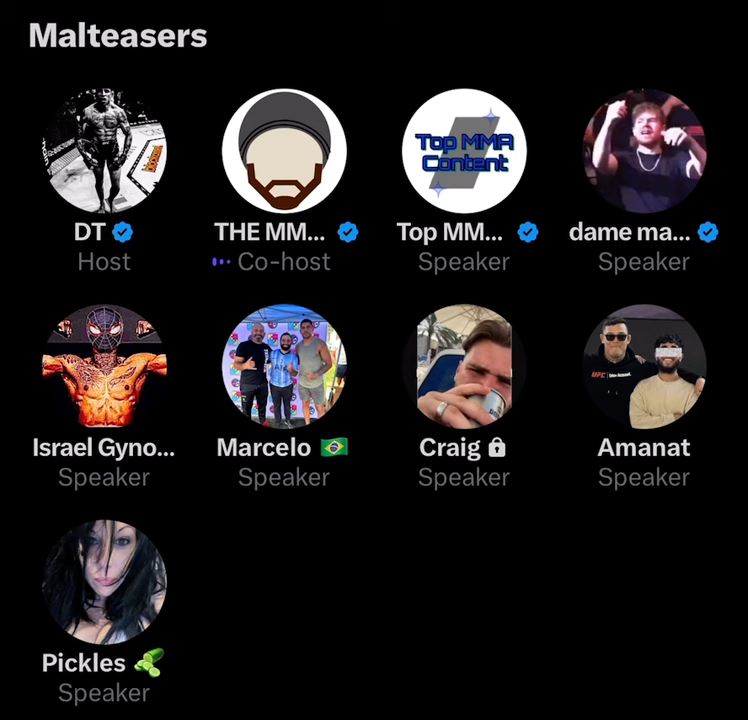 Malteasers
DT
Host
THE MM...
Co-host
Top MMA
Content
Top MM...
Speaker
dame ma...
Speaker
Israel Gyno...
Speaker
Marcelo 🇧🇷
Speaker
Craig
Speaker
UFC
Amanat
Speaker
Pickles 🥒
Speaker